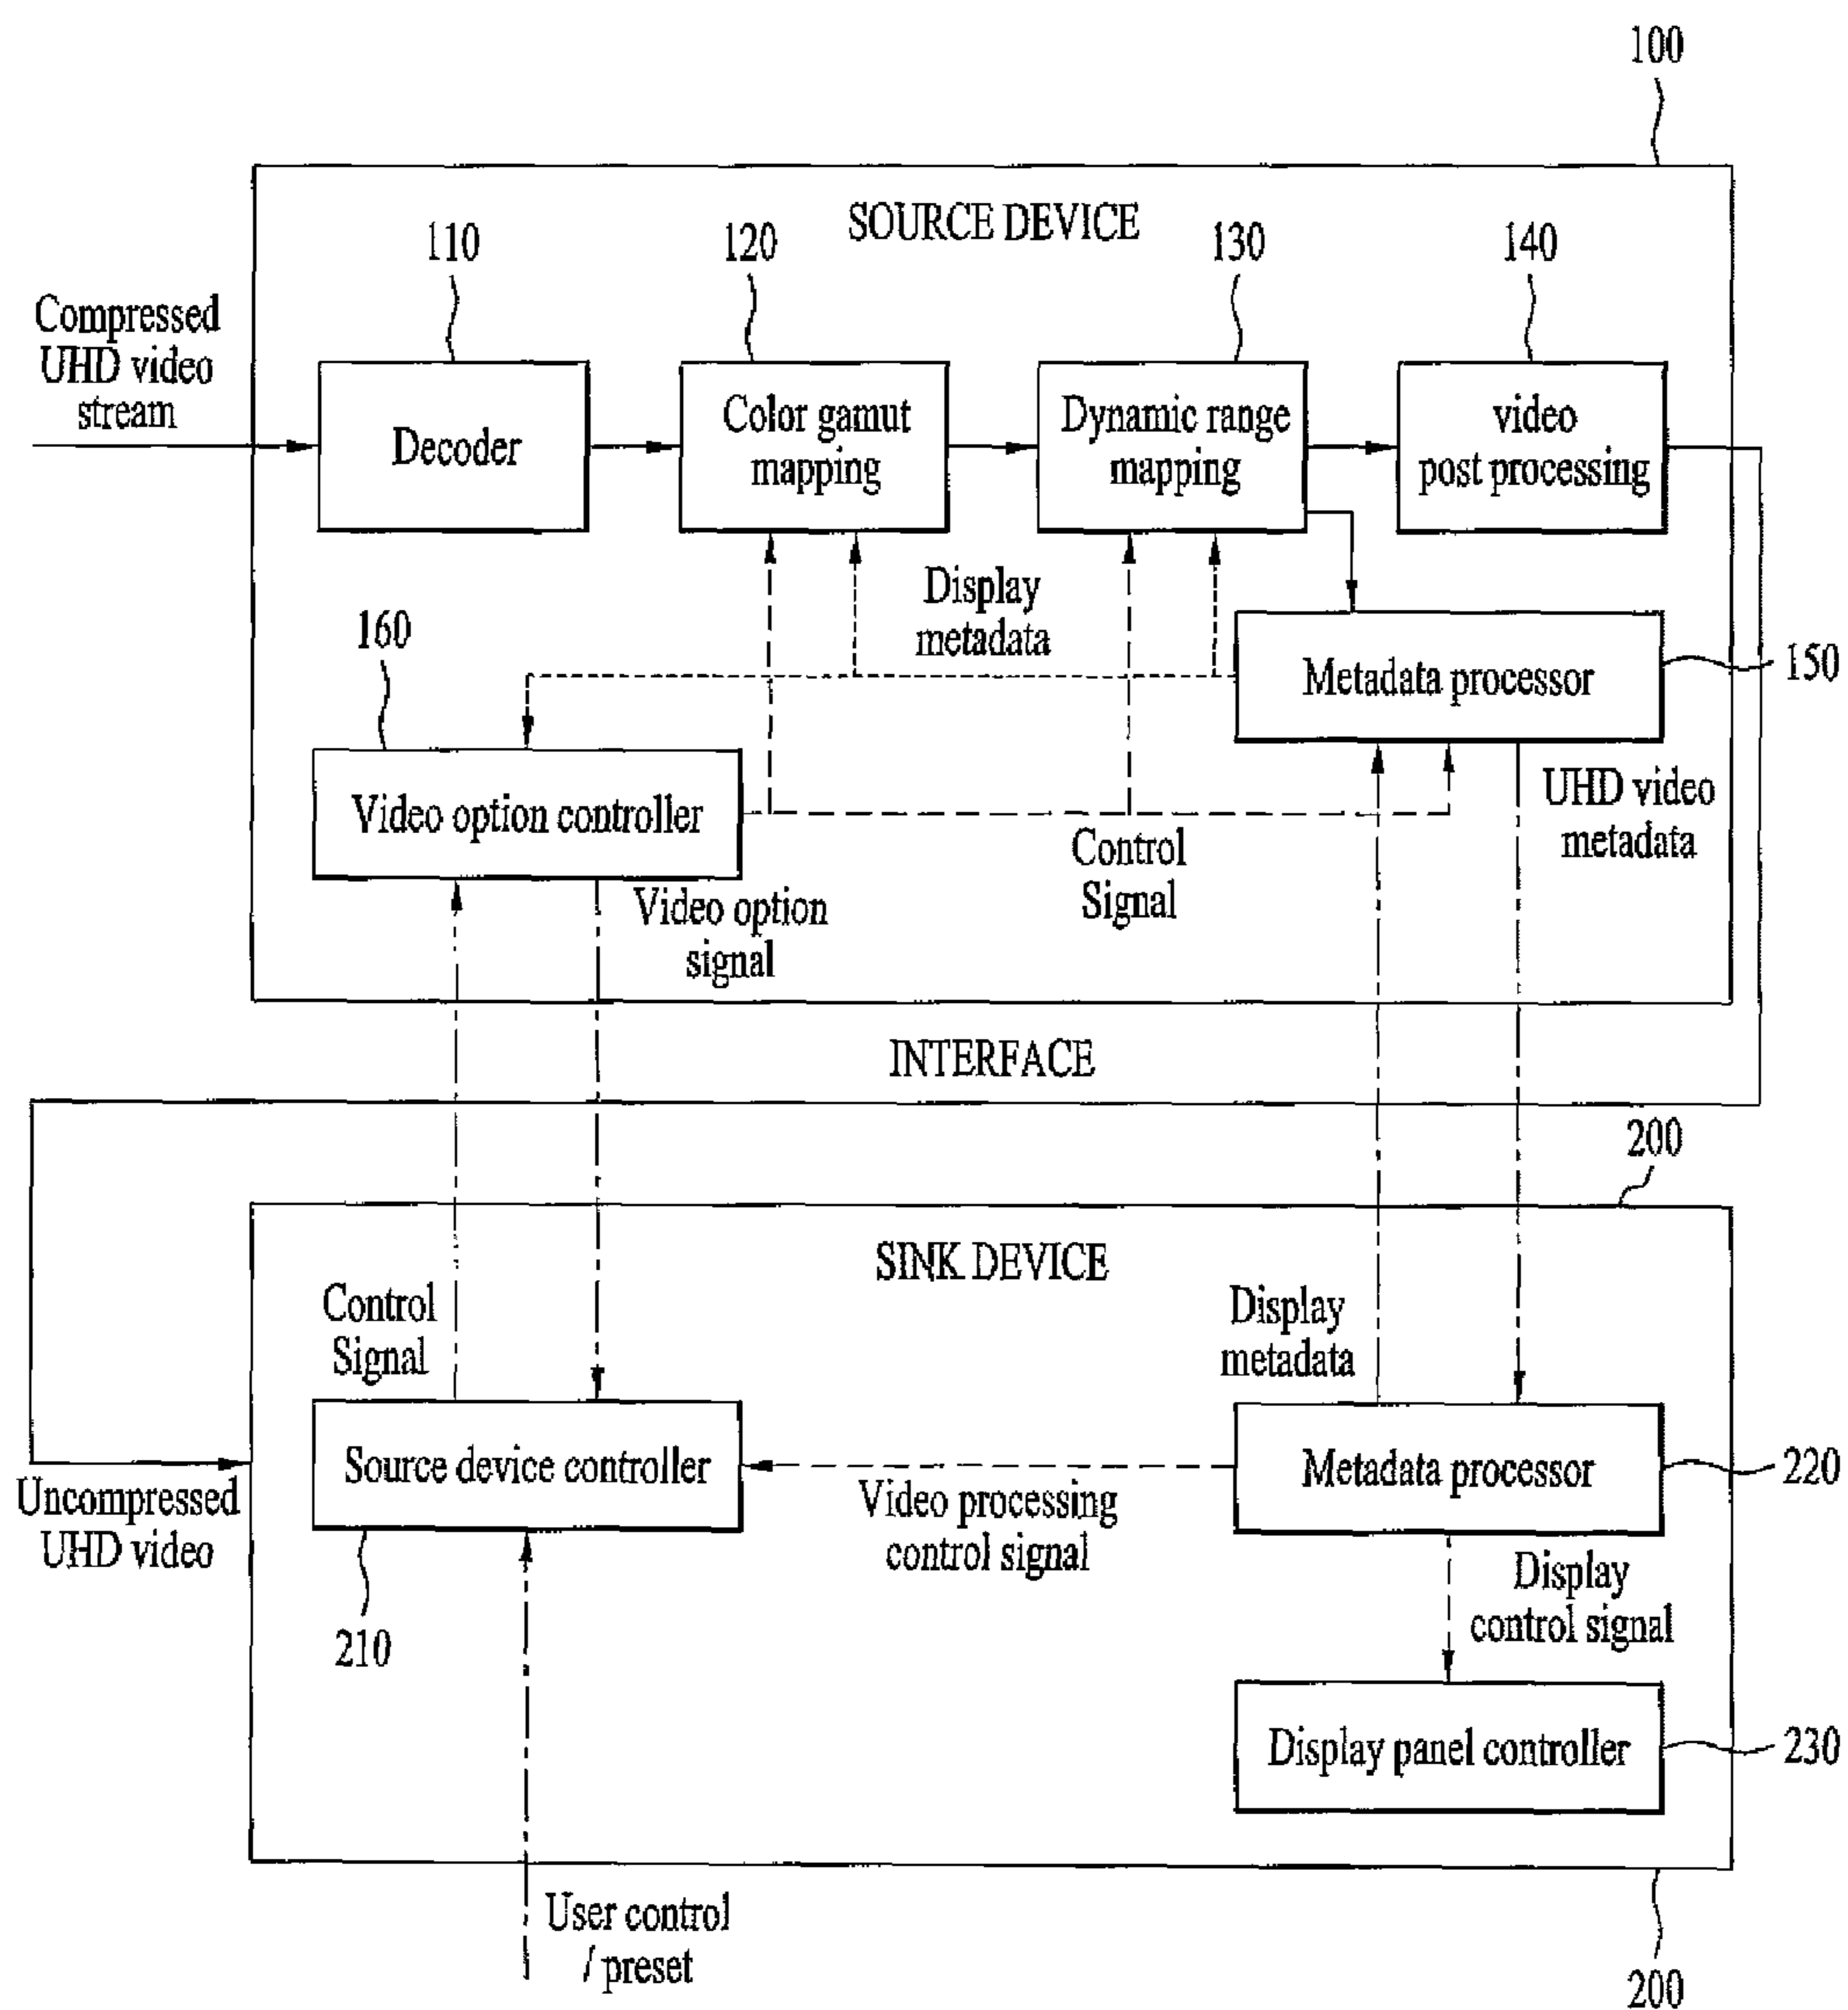 100
SOURCE DEVICE
110
120
130
140
Compressed
UHD video
stream
Decoder
Color gamut
mapping
Dynamic range
mapping
video
post processing
Display
metadata
160
Metadata processor
150
Video option controller
UHD video
metadata
Control
Signal
Video option
signal
INTERFACE
200
SINK DEVICE
Control
Signal
Display
metadata
Source device controller
Metadata processor
220
Uncompressed
UHD video
Video processing
control signal
Display
control signal
210
Display panel controller
230
User control
/ preset
200